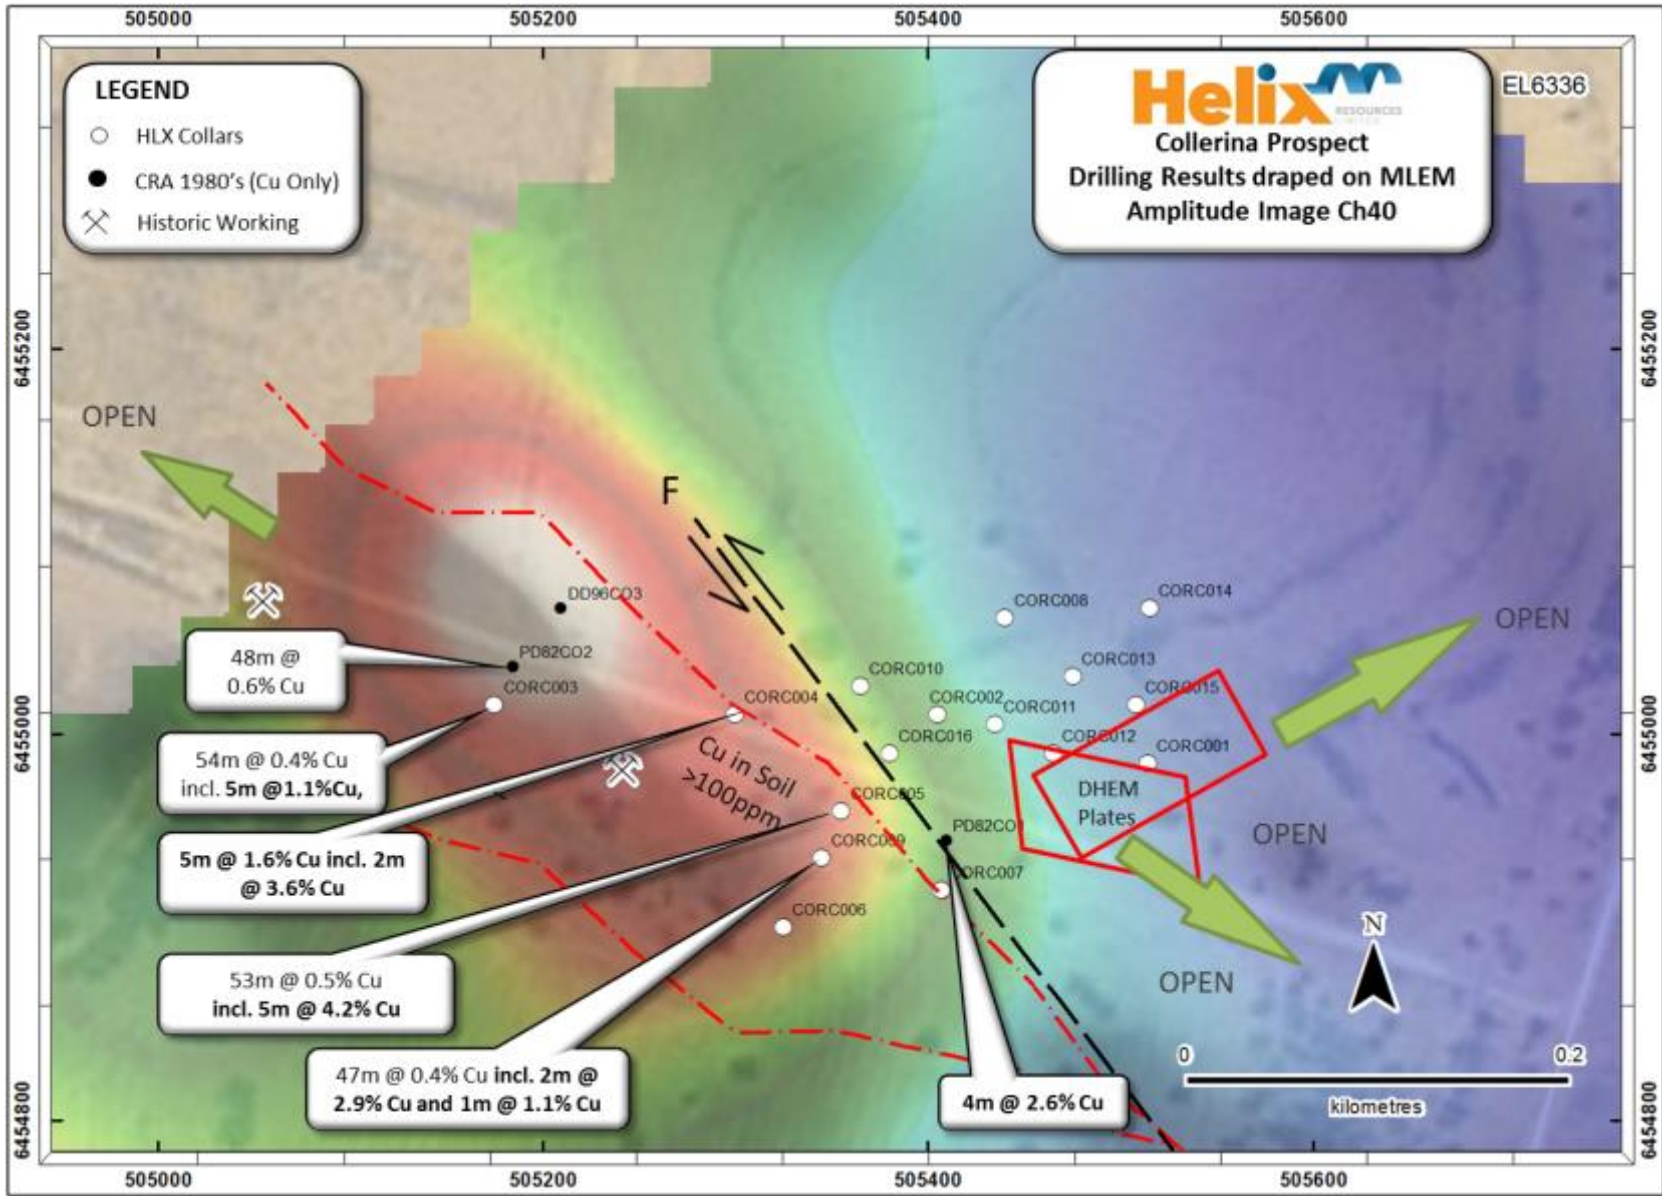 505000
505200
505400
505600
LEGEND
HLX Collars
CRA 1980's (Cu Only)
Historic Working
Helix
RESOURCES
LIMITED
Collerina Prospect
Drilling Results draped on MLEM
Amplitude Image Ch40
EL6336
6455200
6455200
OPEN
F
DD96CO3
CORC008
CORC014
OPEN
48m @
0.6% Cu
PD82CO2
CORC003
CORC004
CORC010
CORC013
CORC002
CORC011
CORC015
6455000
6455000
CORC016
CORC012
CORC001
54m @ 0.4% Cu
incl. 5m @1.1%Cu,
Cu in Soil
>100ppm
CORC005
DHEM
Plates
PD82CO1
OPEN
5m @ 1.6% Cu incl. 2m
@ 3.6% Cu
CORC009
CORC007
CORC006
N
53m @ 0.5% Cu
incl. 5m @ 4.2% Cu
OPEN
47m @ 0.4% Cu incl. 2m @
2.9% Cu and 1m @ 1.1% Cu
4m @ 2.6% Cu
0
0.2
kilometres
6454800
6454800
505000
505200
505400
505600